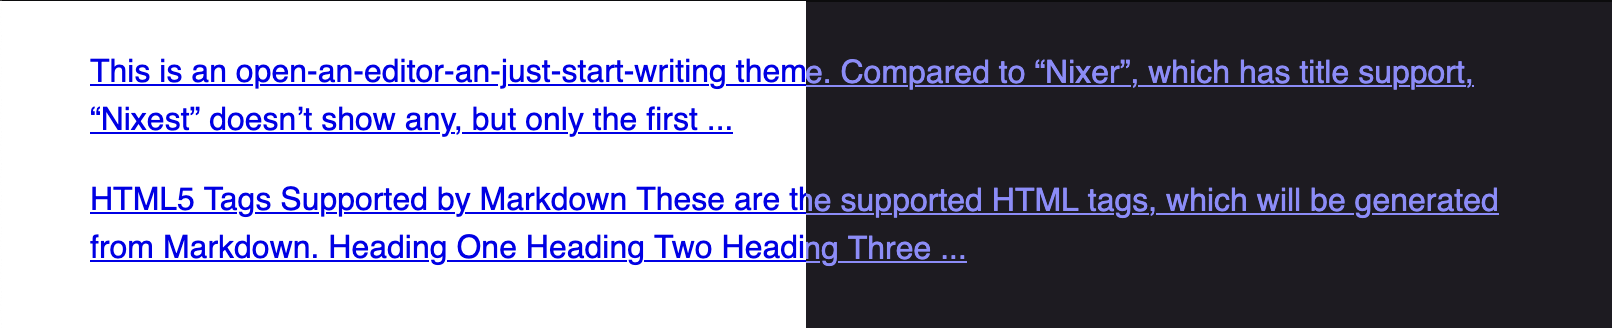 This is an open-an-editor-an-just-start-writing theme. Compared to “Nixer”, which has title support,
“Nixest” doesn’t show any, but only the first ...
HTML5 Tags Supported by Markdown These are the supported HTML tags, which will be generated
from Markdown. Heading One Heading Two Heading Three ...